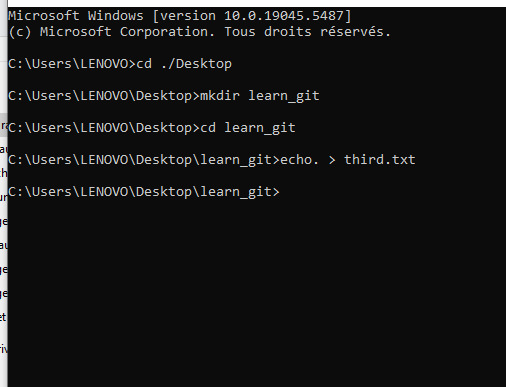 Microsoft Windows [version 10.0.19045.5487]
(c) Microsoft Corporation. Tous droits réservés.
C:\Users\LENOVO>cd ./Desktop
C:\Users\LENOVO\Desktop>mkdir learn_git
C:\Users\LENOVO\Desktop>cd learn_git
C:\Users\LENOVO\Desktop\learn_git>echo. > third.txt
C:\Users\LENOVO\Desktop\learn_git>